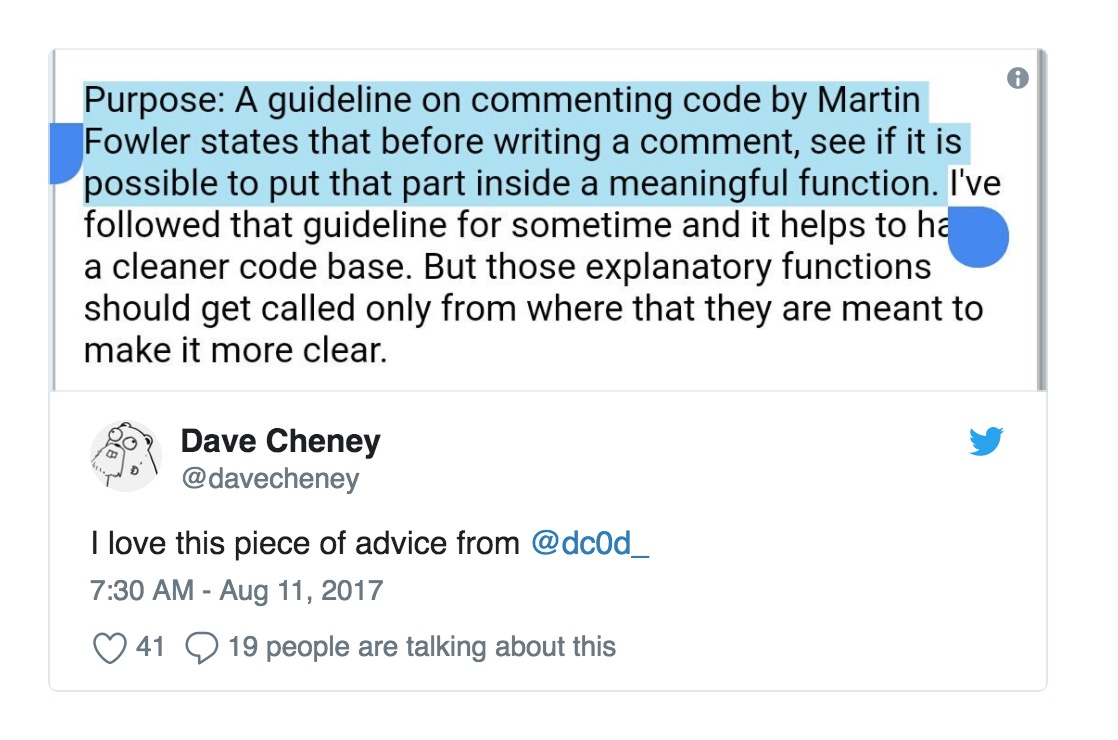 Purpose: A guideline on commenting code by Martin
Fowler states that before writing a comment, see if it is
possible to put that part inside a meaningful function. I've
followed that guideline for sometime and it helps to
a cleaner code base. But those explanatory functions
should get called only from where that they are meant to
make it more clear.
Dave Cheney
@davecheney
I love this piece of advice from @dc0d_
7:30 AM - Aug 11, 2017
41 19 people are talking about this